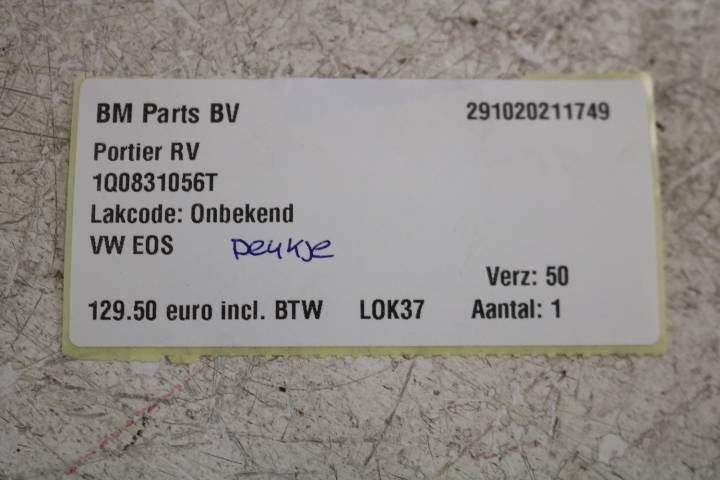 BM Parts BV 291020211749
Portier RV
1Q0831056T
Lakcode: Onbekend
VW EOS Deukje
Verz: 50
129.50 euro incl. BTW LOK37 Aantal: 1